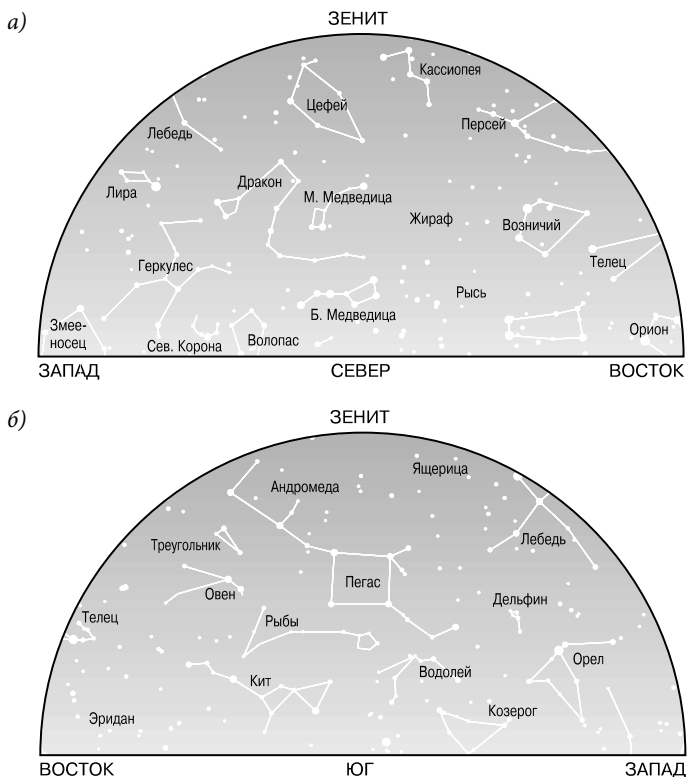 а)
ЗЕНИТ
Кассиопея
Цефей
Персей
Лебедь
Дракон
Лира
М. Медведица
Жираф
Возничий
Геркулес
Телец
Рысь
Б. Медведица
Змее-
носец
Орион
Сев. Корона
Волопас
ЗАПАД
СЕВЕР
ВОСТОК
б)
ЗЕНИТ
Ящерица
Андромеда
Лебедь
Треугольник
Пегас
Овен
Дельфин
Телец
Рыбы
Орел
Водолей
Кит
Козерог
Эридан
ВОСТОК
ЮГ
ЗАПАД